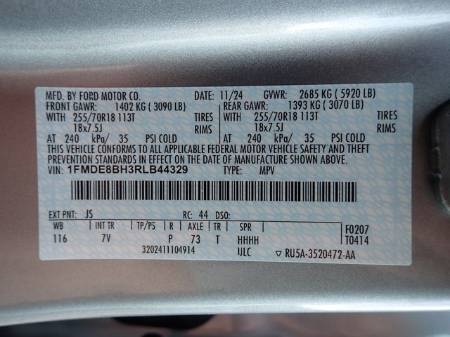 MFD. BY FORD MOTOR CO. 11/24 GVWR: 2685 KG ( 5920 LB)
FRONT GAWR: 1402 KG ( 3090 LB) REAR GAWR: 1393 KG ( 3070 LB)
WITH 255/70R18 113T TIRES WITH 255/70R18 113T TIRES
18x7.5J RIMS 18x7.5J RIMS
AT 240 kPa/ 35 PSI COLD AT 240 kPa/ 35 PSI COLD
THIS VEHICLE CONFORMS TO ALL APPLICABLE FEDERAL MOTOR VEHICLE SAFETY AND
BUMPER STANDARDS IN EFFECT ON THE DATE OF MANUFACTURE SHOWN ABOVE.
VIN: 1FMDE8BH3RLB44329 TYPE: MPV
EXT PNT: JS RC: 44 DSO:
WB INT TR TP/PS R AXLE TR SPR F0207
116 7V P 73 T HHHH T0414
3202411104914 UJLC ▽ RU5A-3520472-AA